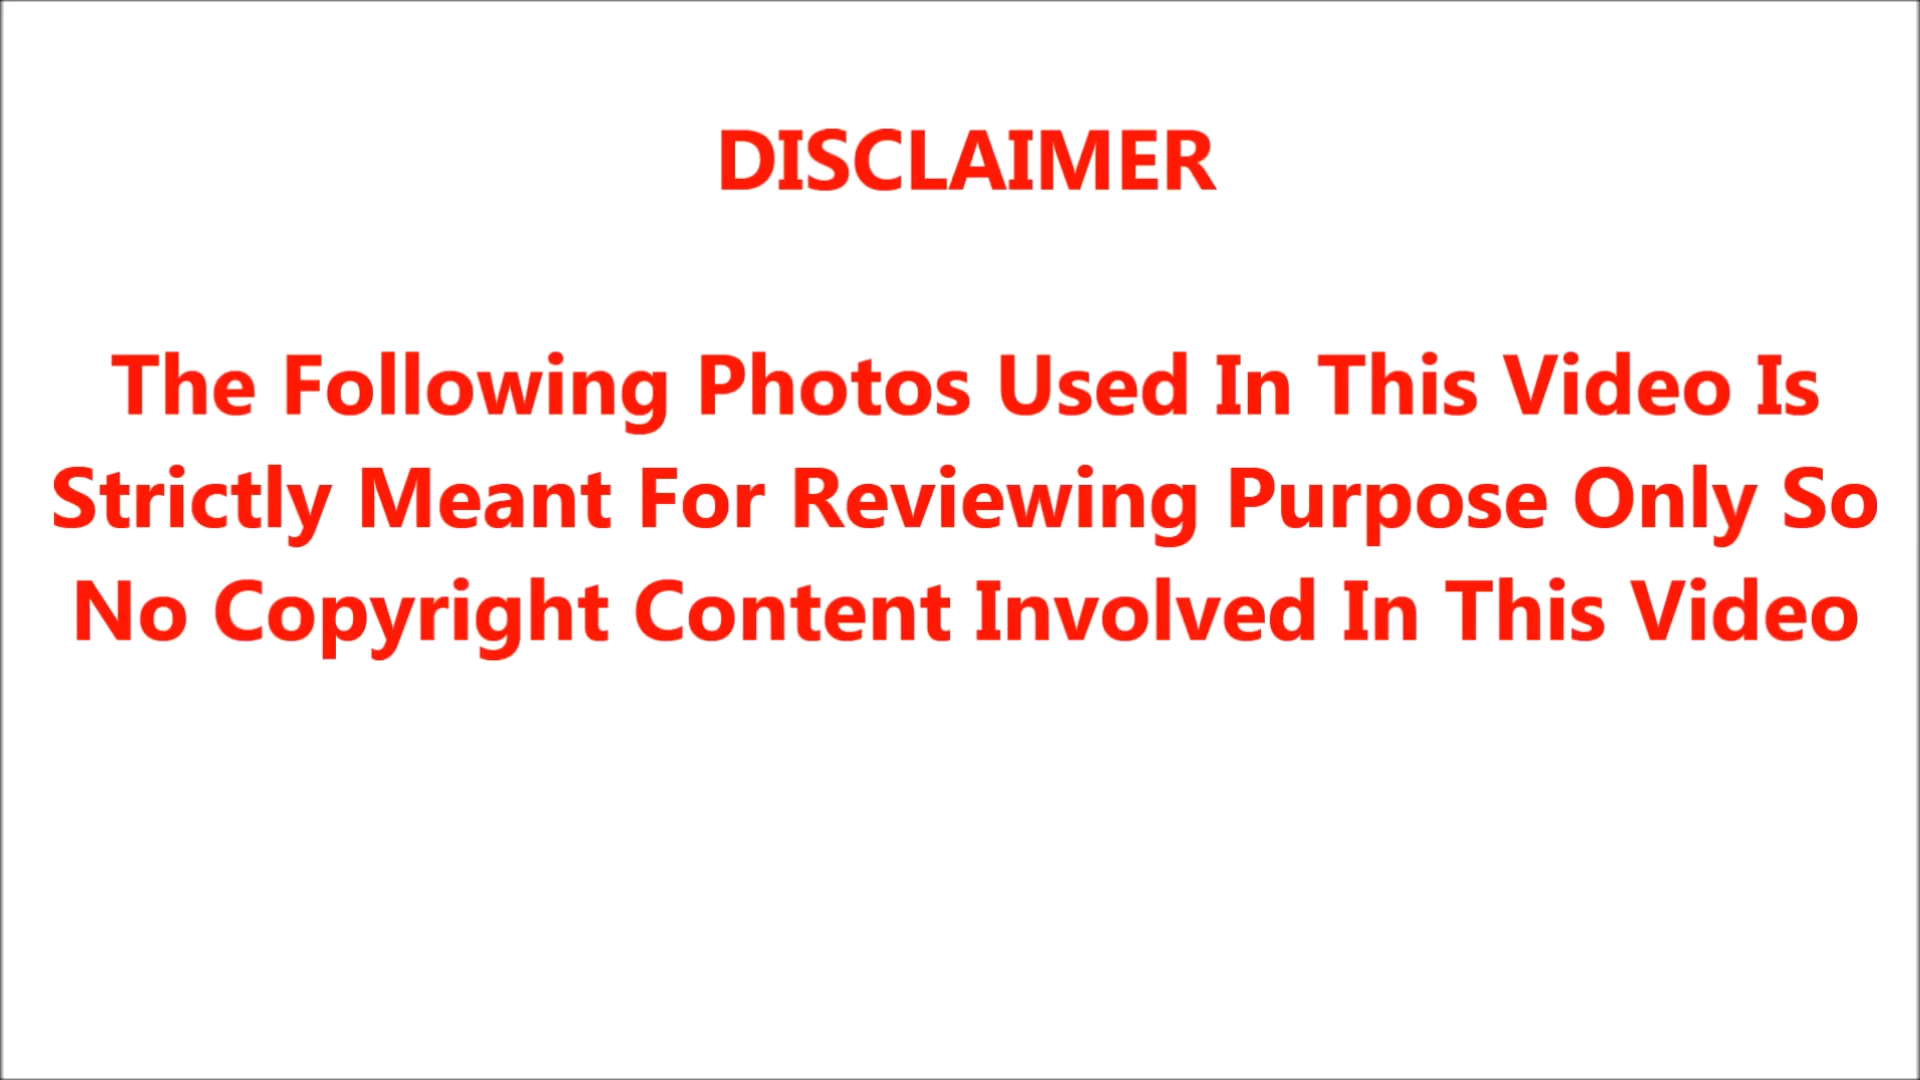 DISCLAIMER
The Following Photos Used In This Video Is
Strictly Meant For Reviewing Purpose Only So
No Copyright Content Involved In This Video